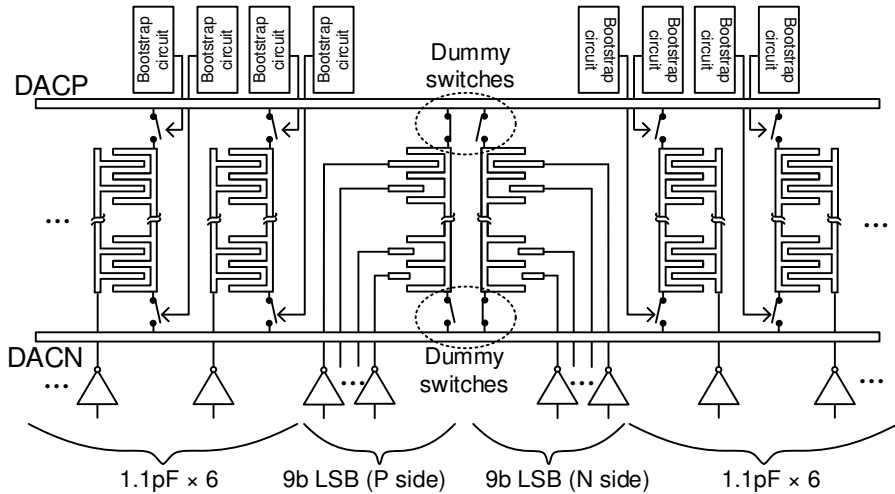 Bootstrap
circuit
Bootstrap
circuit
Bootstrap
circuit
Bootstrap
circuit
Dummy
switches
Bootstrap
circuit
Bootstrap
circuit
Bootstrap
circuit
Bootstrap
circuit
DACP
...
...
DACN
Dummy
switches
...
...
...
...
1.1pF × 6
9b LSB (P side)
9b LSB (N side)
1.1pF × 6